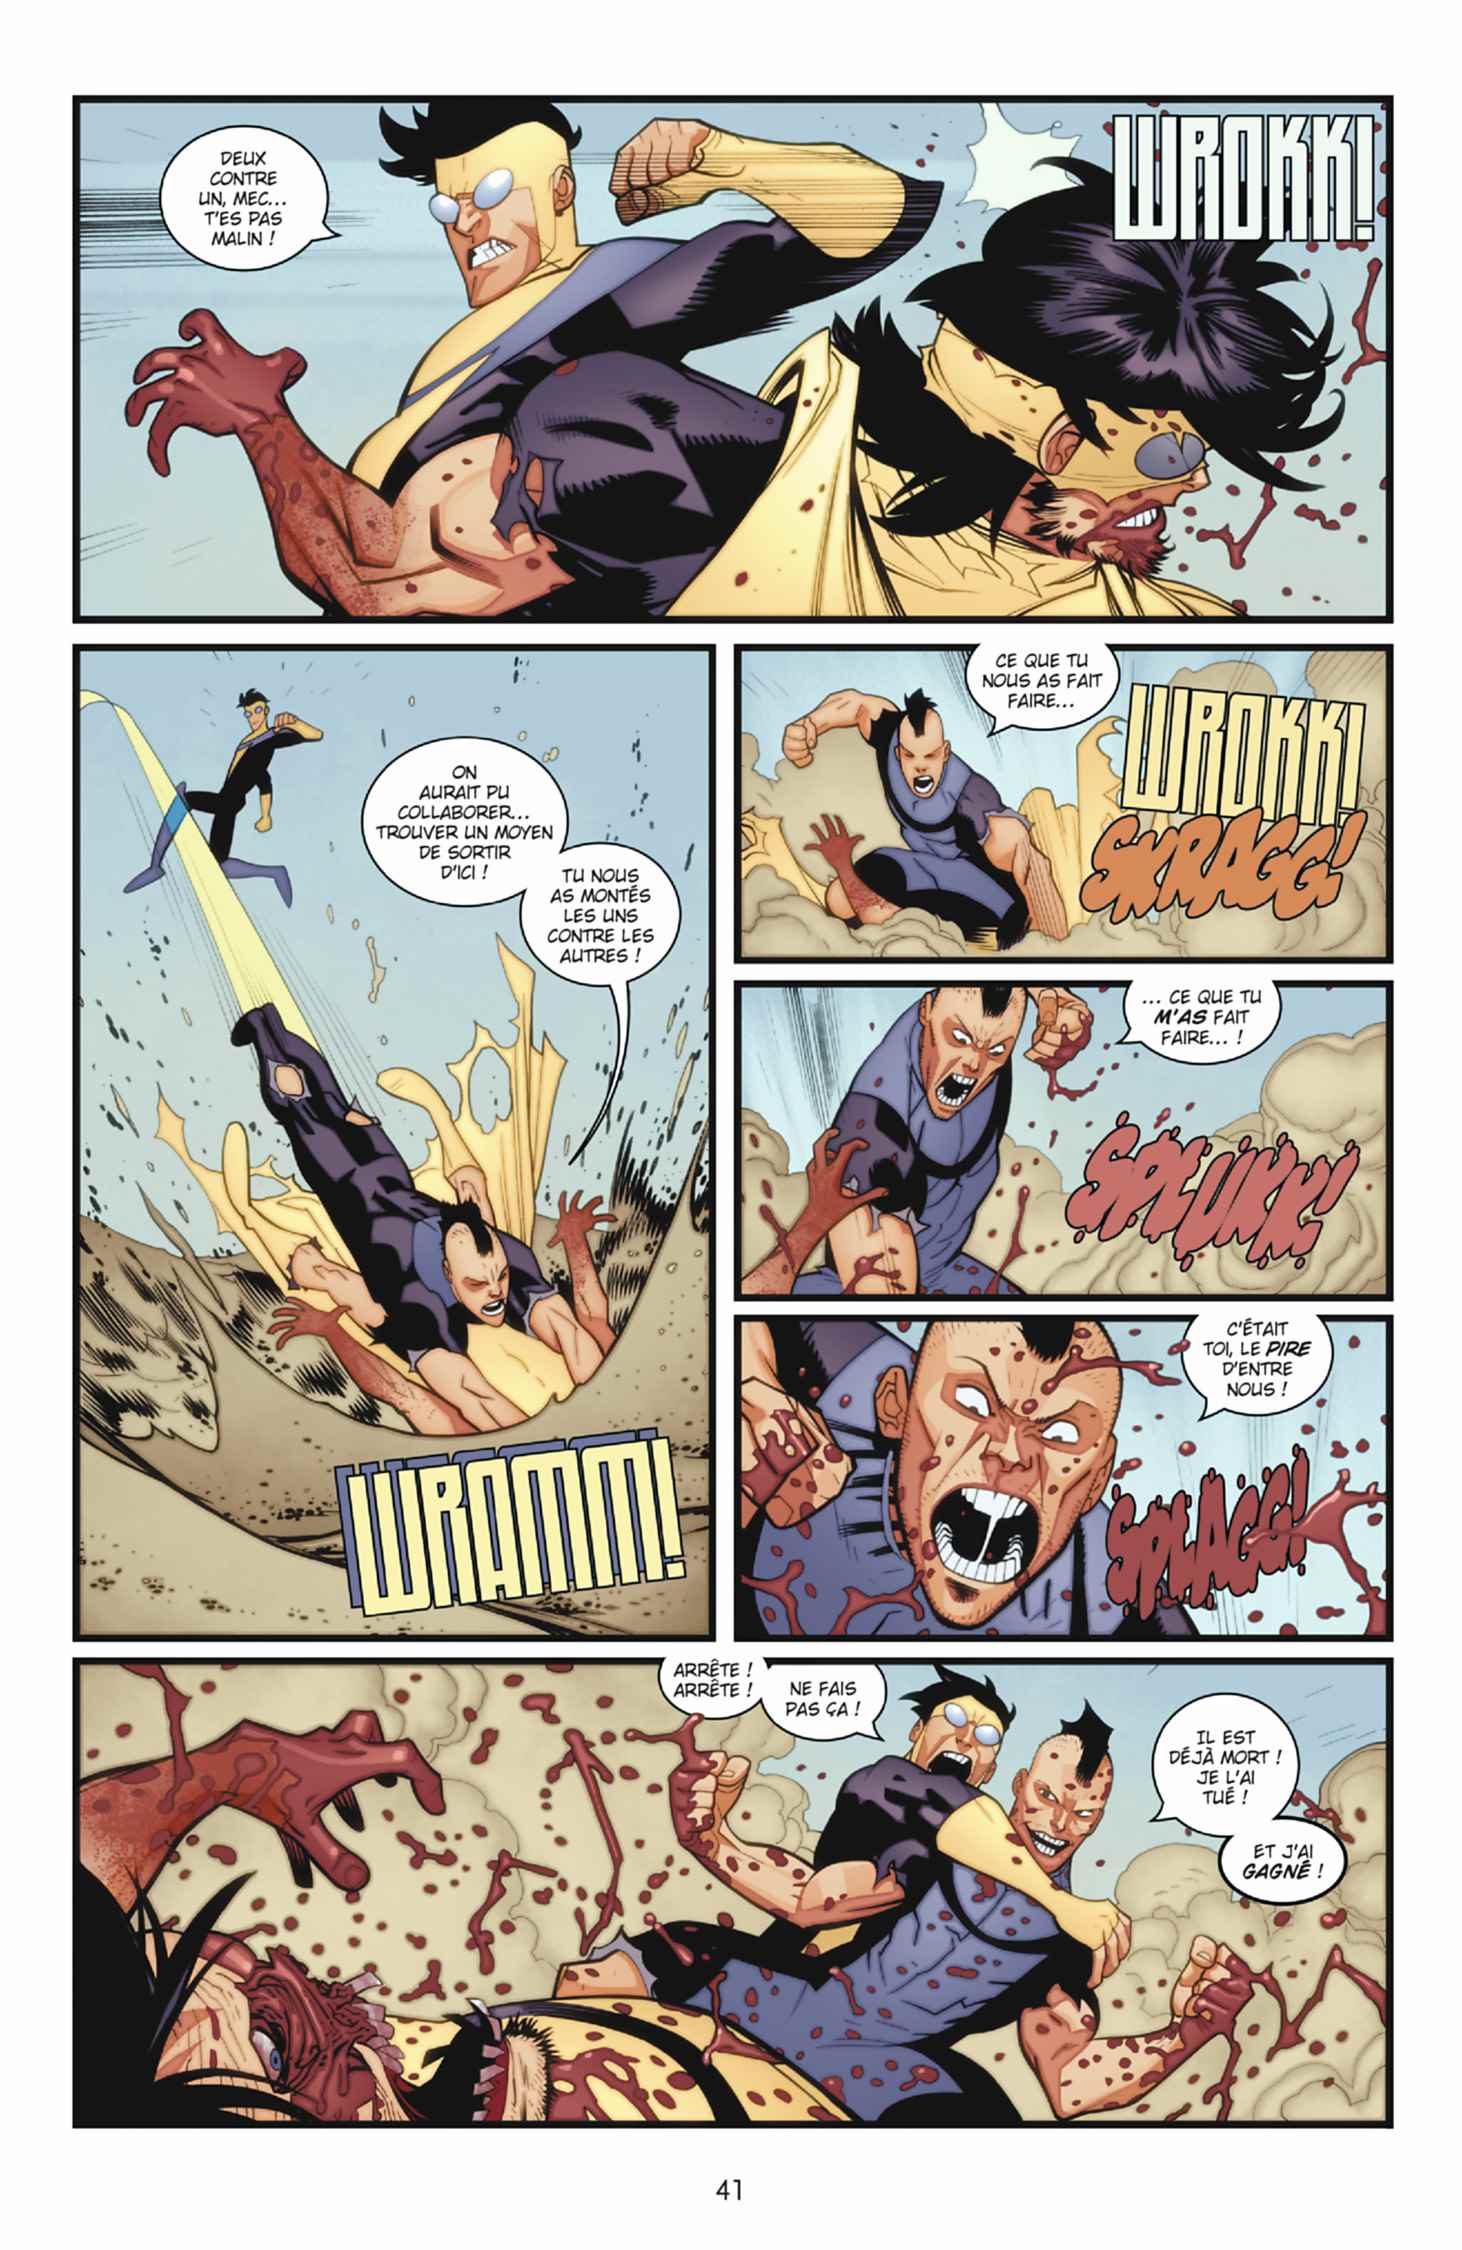 DEUX
CONTRE
UN, MEC...
T'ES PAS
MALIN !
WROKK!
ON
AURAIT PU
COLLABORER...
TROUVER UN MOYEN
DE SORTIR
D'ICI !
TU NOUS
AS MONTÉS
LES UNS
CONTRE LES
AUTRES !
WRAMM!
CE QUE TU
NOUS AS FAIT
FAIRE...
WROKK!
SKRAGG!
... CE QUE TU
M'AS FAIT
FAIRE... !
SPLUKK!
C'ÉTAIT
TOI, LE PIRE
D'ENTRE
NOUS !
SPLAGG!
ARRÊTE !
ARRÊTE !
NE FAIS
PAS ÇA !
IL EST
DÉJÀ MORT !
JE L'AI
TUÉ !
ET J'AI
GAGNÉ !
41